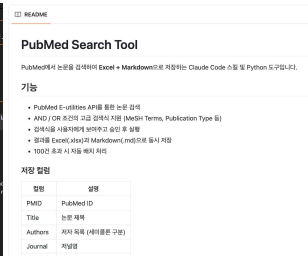 README
PubMed Search Tool
PubMed에서 논문을 검색하여 Excel + Markdown으로 저장하는 Claude Code 스킬 및 Python 도구입니다.
기능
PubMed E-utilities API를 통한 논문 검색
AND / OR 조건의 고급 검색식 지원 (MeSH Terms, Publication Type 등)
검색식을 사용자에게 보여주고 승인 후 실행
결과를 Excel(.xlsx)과 Markdown(.md)으로 동시 저장
100건 초과 시 자동 배치 처리
저장 컬럼
컬럼 설명
PMID PubMed ID
Title 논문 제목
Authors 저자 목록 (세미콜론 구분)
Journal 저널명